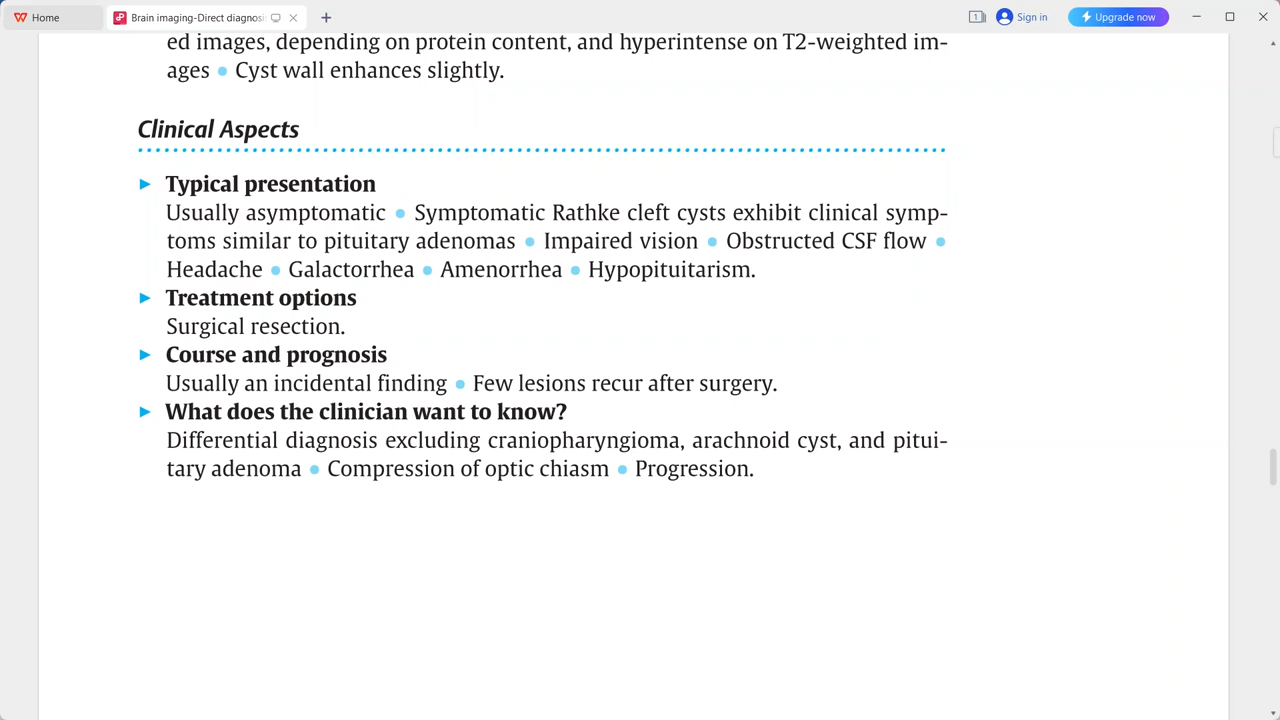 Home
Brain imaging-Direct diagnosi
1
Sign in
Upgrade now
ed images, depending on protein content, and hyperintense on T2-weighted im-
ages • Cyst wall enhances slightly.
Clinical Aspects
► Typical presentation
Usually asymptomatic • Symptomatic Rathke cleft cysts exhibit clinical symp-
toms similar to pituitary adenomas • Impaired vision • Obstructed CSF flow •
Headache • Galactorrhea • Amenorrhea • Hypopituitarism.
► Treatment options
Surgical resection.
► Course and prognosis
Usually an incidental finding • Few lesions recur after surgery.
► What does the clinician want to know?
Differential diagnosis excluding craniopharyngioma, arachnoid cyst, and pitui-
tary adenoma • Compression of optic chiasm • Progression.